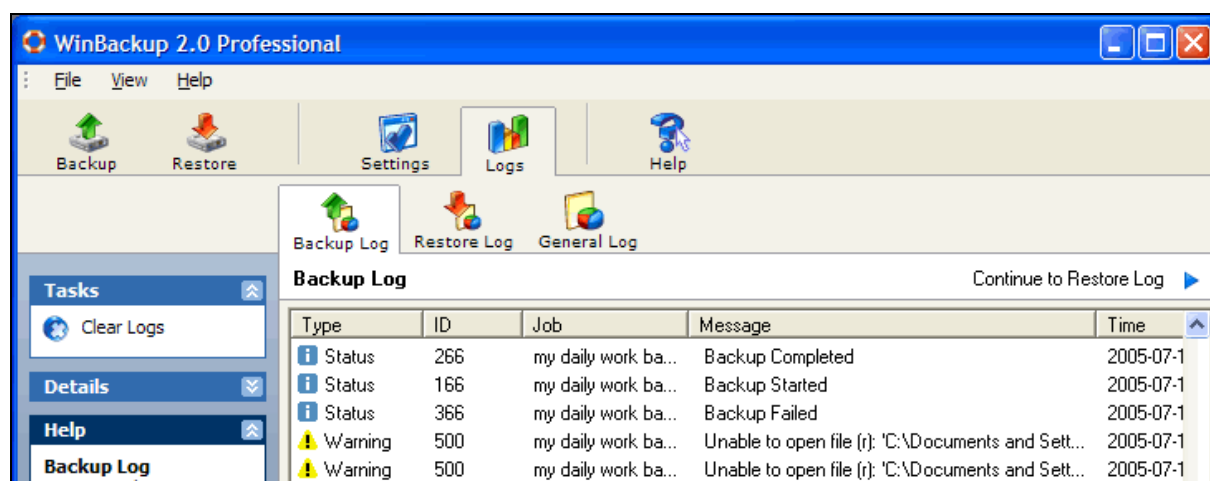 WinBackup 2.0 Professional
File View Help
Backup Restore Settings Logs Help
Backup Log Restore Log General Log
Tasks
Clear Logs
Details
Help
Backup Log
Backup Log Continue to Restore Log
Type ID Job Message Time
Status 266 my daily work ba... Backup Completed 2005-07-1
Status 166 my daily work ba... Backup Started 2005-07-1
Status 366 my daily work ba... Backup Failed 2005-07-1
Warning 500 my daily work ba... Unable to open file (r): 'C:\Documents and Sett... 2005-07-1
Warning 500 my daily work ba... Unable to open file (r): 'C:\Documents and Sett... 2005-07-1